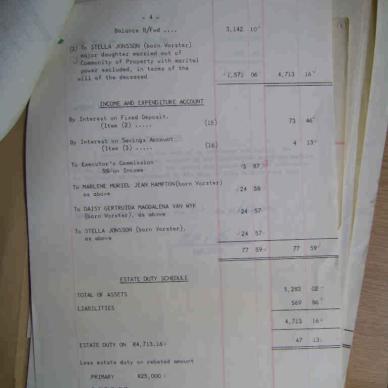 - 4 -
Balance B/Fwd .... 3,142 10
(3) To STELLA JONSSON (born Vorster)
major daughter married out of
Community of Property with marital
power excluded, in terms of the
will of the deceased 1,571 06 4,713 16
INCOME AND EXPENDITURE ACCOUNT
By Interest on Fixed Deposit.
(Item (2) ..... (15) 73 46
By Interest on Savings Account
(Item (3) ..... (16) 4 13
To Executor's Commission
5% on Income 3 87
To MARLENE MURIEL JEAN HAMPTON (born Vorster)
as above 24 58
To DAISY GERTRUIDA MAGDALENA VAN WYK
(born Vorster), as above 24 57
To STELLA JONSSON (born Vorster),
as above 24 57
77 59 77 59
ESTATE DUTY SCHEDULE
TOTAL OF ASSETS 5,283 02
LIABILITIES 569 86
4,713 16
ESTATE DUTY ON R4,713.16: 47 13
Less estate duty on rebated amount
PRIMARY R25,000 :